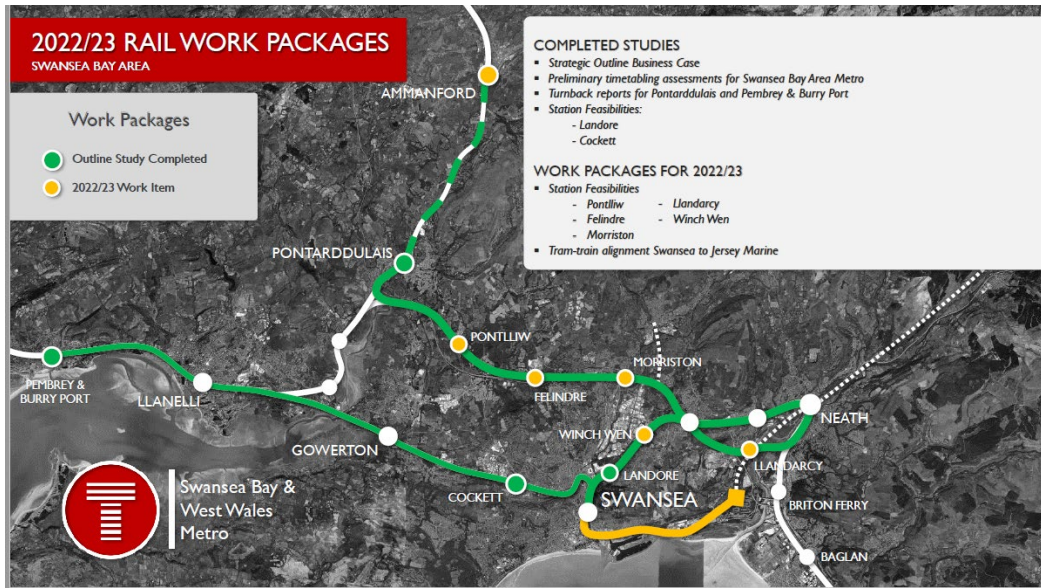 2022/23 RAIL WORK PACKAGES
SWANSEA BAY AREA
Work Packages
Outline Study Completed
2022/23 Work Item
COMPLETED STUDIES
▪ Strategic Outline Business Case
▪ Preliminary timetabling assessments for Swansea Bay Area Metro
▪ Turnback reports for Pontarddulais and Pembrey & Burry Port
▪ Station Feasibilities:
- Landore
- Cockett
WORK PACKAGES FOR 2022/23
▪ Station Feasibilities
- Pontlliw - Llandarcy
- Felindre - Winch Wen
- Morriston
▪ Tram-train alignment Swansea to Jersey Marine
AMMANFORD
PONTARDDULAIS
PONTLLIW
MORRISTON
FELINDRE
PEMBREY &
BURRY PORT
LLANELLI
GOWERTON
WINCH WEN
NEATH
LLANDARCY
COCKETT
LANDORE
SWANSEA
BRITON FERRY
BAGLAN
Swansea Bay &
West Wales
Metro